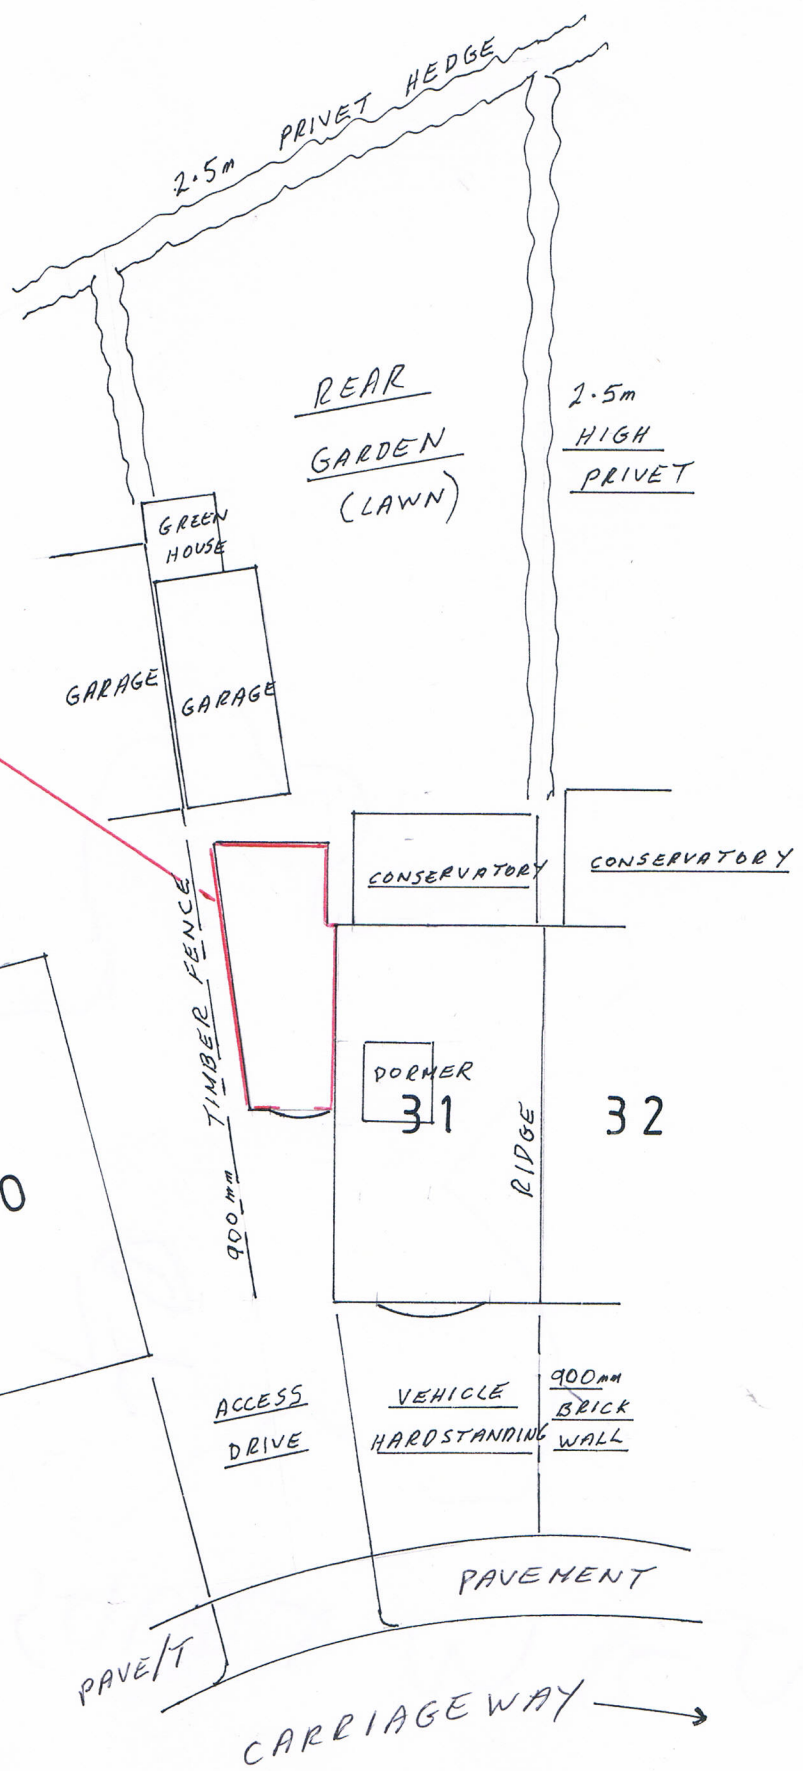 2.5m PRIVET HEDGE
REAR
GARDEN
(LAWN)
2.5m
HIGH
PRIVET
GREEN
HOUSE
GARAGE
GARAGE
CONSERVATORY
CONSERVATORY
900mm TIMBER FENCE
DORMER
31
RIDGE
32
0
ACCESS
DRIVE
VEHICLE
HARDSTANDING
900mm
BRICK
WALL
PAVEMENT
PAVE/T
CARRIAGEWAY